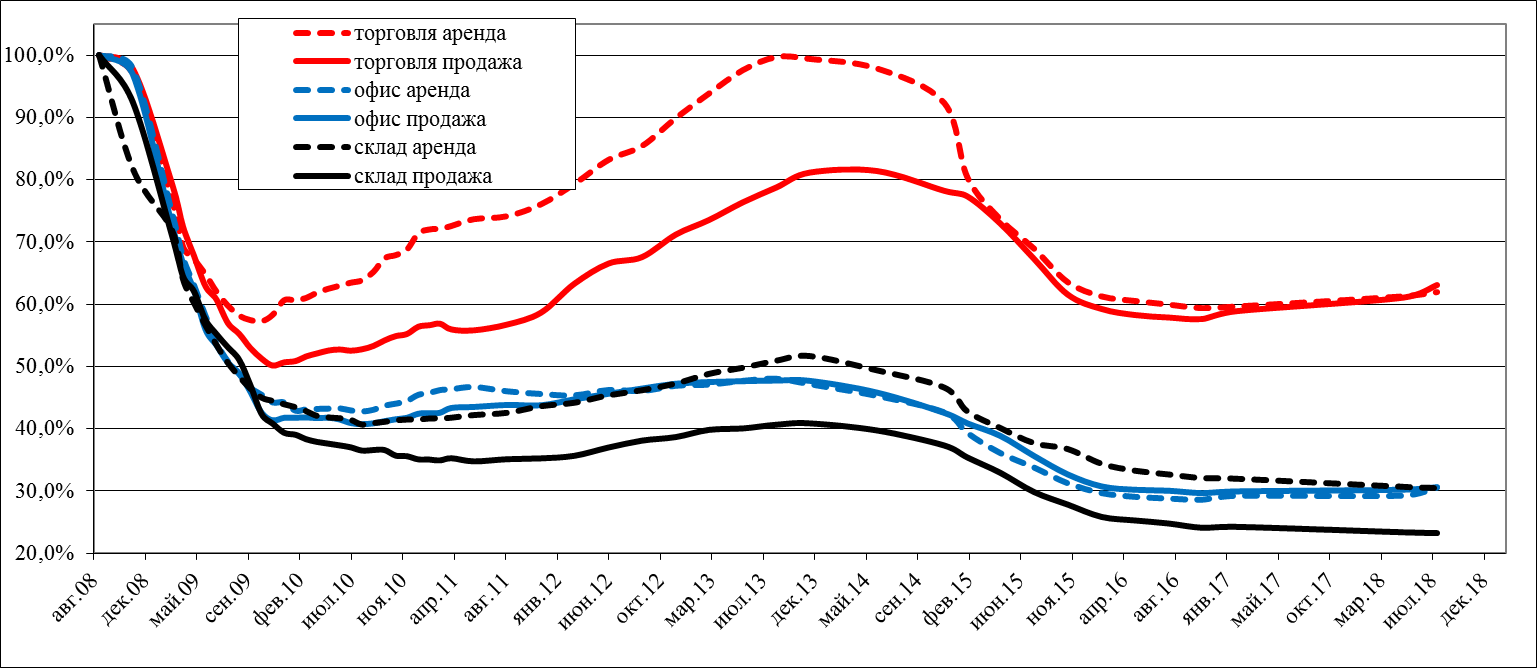 торговля аренда
торговля продажа
офис аренда
офис продажа
склад аренда
склад продажа
100,0%
90,0%
80,0%
70,0%
60,0%
50,0%
40,0%
30,0%
20,0%
авг.08
дек.08
май.09
сен.09
фев.10
июл.10
ноя.10
апр.11
авг.11
янв.12
июн.12
окт.12
мар.13
июл.13
дек.13
май.14
сен.14
фев.15
июн.15
ноя.15
апр.16
авг.16
янв.17
май.17
окт.17
мар.18
июл.18
дек.18